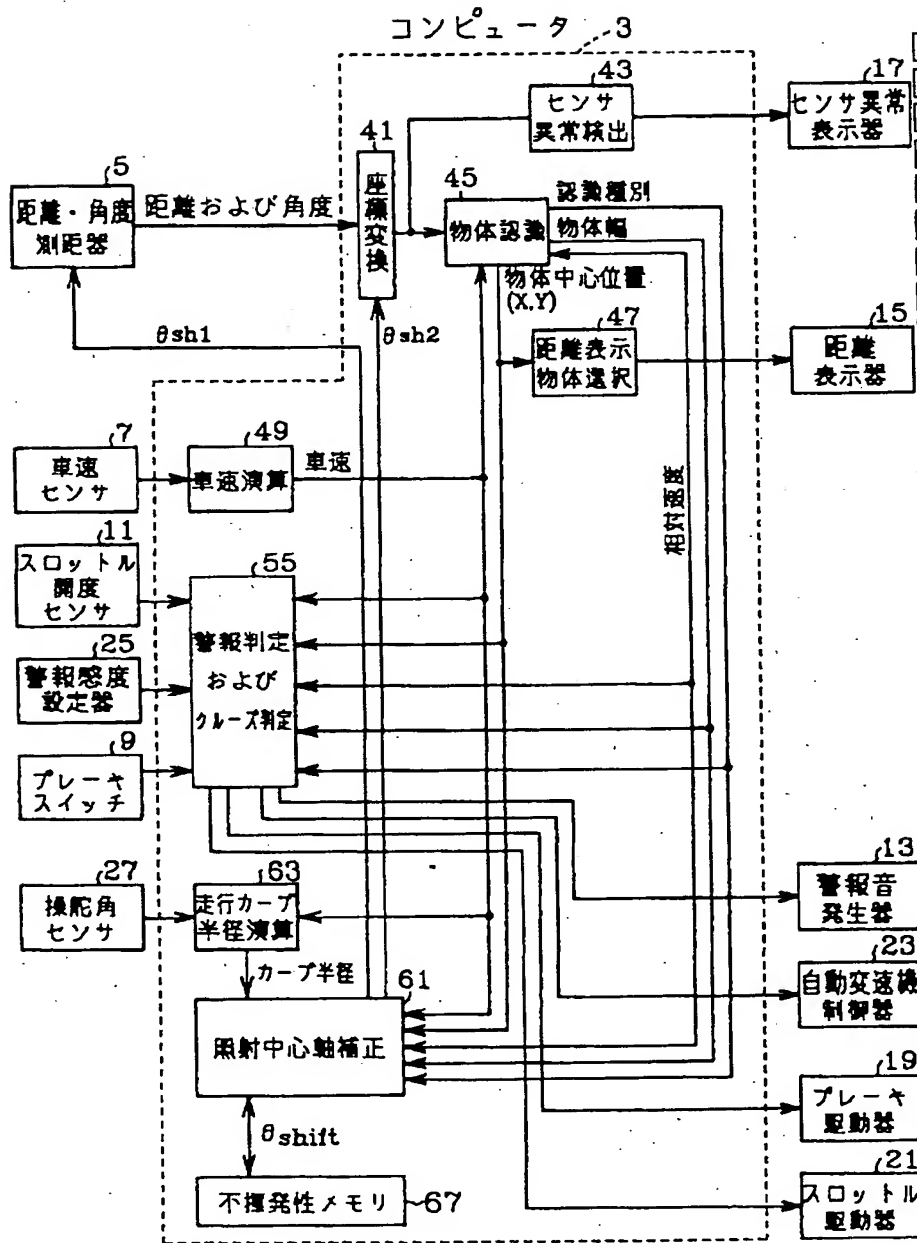 コンピュータ
3
5
距離・角度
測距器
距離および角度
41
座標変換
43
センサ
異常検出
17
センサ異常
表示器
45
物体認識
認識種別
物体幅
物体中心位置
(X,Y)
47
距離表示
物体選択
15
距離
表示器
θsh1
θsh2
相対速度
7
車速
センサ
49
車速演算
車速
11
スロットル
開度
センサ
25
警報感度
設定器
9
ブレーキ
スイッチ
55
警報判定
および
クルーズ判定
27
操舵角
センサ
63
走行カーブ
半径演算
カーブ半径
61
照射中心軸補正
θshift
不揮発性メモリ
67
13
警報音
発生器
23
自動変速機
制御器
19
ブレーキ
駆動器
21
スロットル
駆動器